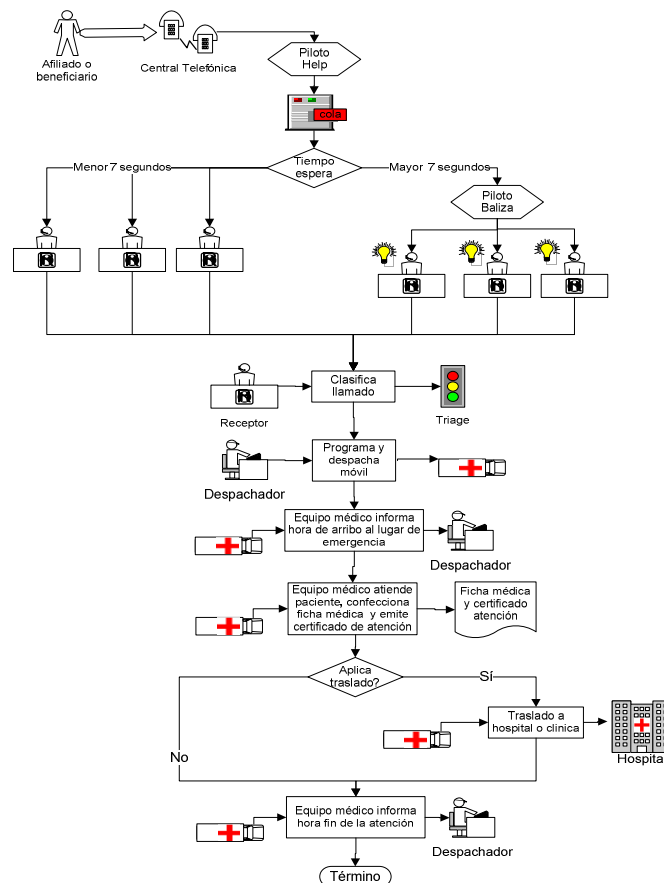 Afiliado o
beneficiario
Central Telefónica
Piloto
Help
cola
Tiempo
espera
Menor 7 segundos
Mayor 7 segundos
Piloto
Baliza
Clasifica
llamado
Receptor
Triage
Programa y
despacha
móvil
Despachador
Equipo médico informa
hora de arribo al lugar de
emergencia
Despachador
Equipo médico atiende
paciente, confecciona
ficha médica y emite
certificado de atención
Ficha médica
y certificado
atención
Aplica
traslado?
Sí
Traslado a
hospital o clínica
Hospita
No
Equipo médico informa
hora fin de la atención
Despachador
Término